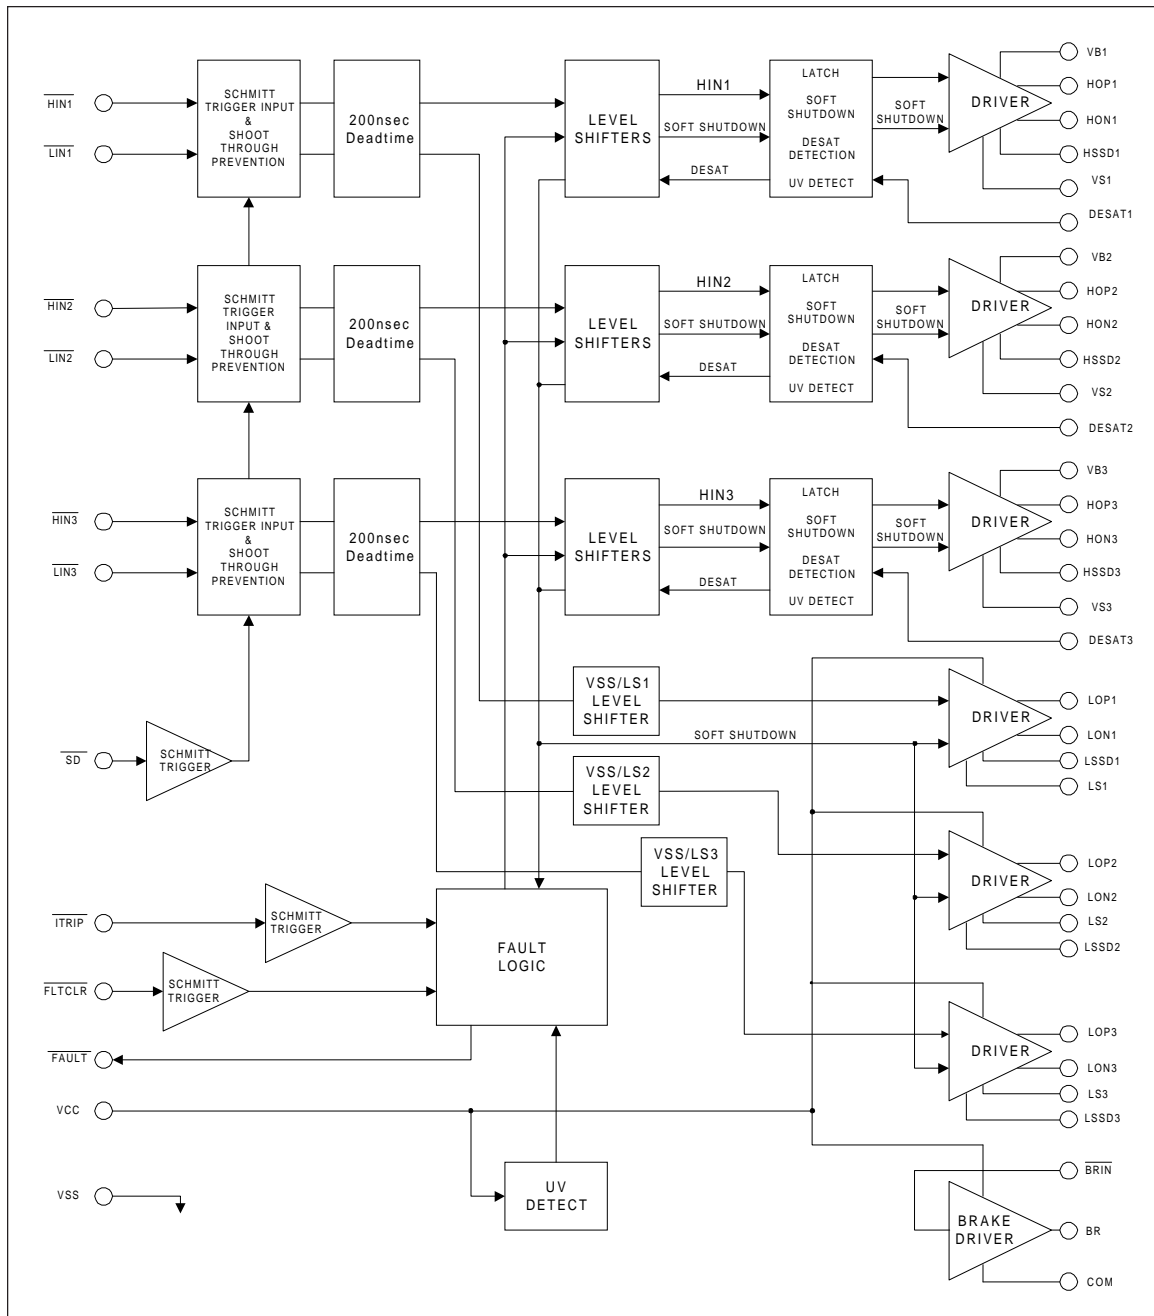 HIN1
LIN1
SCHMITT
TRIGGER INPUT
&
SHOOT
THROUGH
PREVENTION
200nsec
Deadtime
LEVEL
SHIFTERS
HIN1
SOFT SHUTDOWN
DESAT
LATCH
SOFT
SHUTDOWN
DESAT
DETECTION
UV DETECT
SOFT
SHUTDOWN
DRIVER
VB1
HOP1
HON1
HSSD1
VS1
DESAT1
HIN2
LIN2
SCHMITT
TRIGGER
INPUT &
SHOOT
THROUGH
PREVENTION
200nsec
Deadtime
LEVEL
SHIFTERS
HIN2
SOFT SHUTDOWN
DESAT
LATCH
SOFT
SHUTDOWN
DESAT
DETECTION
UV DETECT
SOFT
SHUTDOWN
DRIVER
VB2
HOP2
HON2
HSSD2
VS2
DESAT2
HIN3
LIN3
SCHMITT
TRIGGER INPUT
&
SHOOT
THROUGH
PREVENTION
200nsec
Deadtime
LEVEL
SHIFTERS
HIN3
SOFT SHUTDOWN
DESAT
LATCH
SOFT
SHUTDOWN
DESAT
DETECTION
UV DETECT
SOFT
SHUTDOWN
DRIVER
VB3
HOP3
HON3
HSSD3
VS3
DESAT3
SD
SCHMITT
TRIGGER
VSS/LS1
LEVEL
SHIFTER
SOFT SHUTDOWN
DRIVER
LOP1
LON1
LSSD1
LS1
VSS/LS2
LEVEL
SHIFTER
DRIVER
LOP2
LON2
LS2
LSSD2
VSS/LS3
LEVEL
SHIFTER
DRIVER
LOP3
LON3
LS3
LSSD3
ITRIP
SCHMITT
TRIGGER
FLTCLR
SCHMITT
TRIGGER
FAULT
LOGIC
FAULT
VCC
VSS
UV
DETECT
BRAKE
DRIVER
BRIN
BR
COM